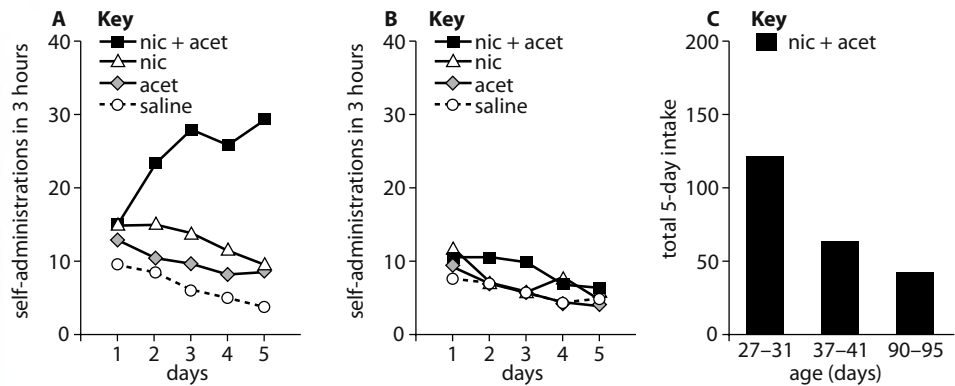 A Key
40
nic + acet
nic
acet
saline
30
20
10
0
self-administrations in 3 hours
1 2 3 4 5
days
B Key
40
nic + acet
nic
acet
saline
30
20
10
0
self-administrations in 3 hours
1 2 3 4 5
days
C Key
200
nic + acet
150
100
50
0
total 5-day intake
27–31 37–41 90–95
age (days)